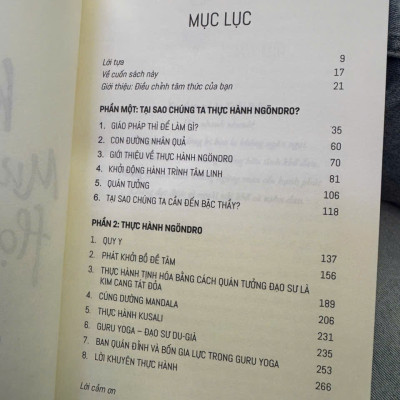 MỤC LỤC
Lời tựa 9
Về cuốn sách này 17
Giới thiệu: Điều chỉnh tâm thức của bạn 21
PHẦN MỘT: TẠI SAO CHÚNG TA THỰC HÀNH NGÖNDRO?
1. GIÁO PHÁP THÌ ĐỂ LÀM GÌ? 35
2. CON ĐƯỜNG NHÂN QUẢ 60
3. GIỚI THIỆU VỀ THỰC HÀNH NGÖNDRO 70
4. KHỞI ĐỘNG HÀNH TRÌNH TÂM LINH 81
5. QUÁN TƯỞNG 106
6. TẠI SAO CHÚNG TA CẦN ĐẾN BẬC THẦY? 118
PHẦN 2: THỰC HÀNH NGÖNDRO
1. QUY Y 137
2. PHÁT KHỞI BỒ ĐỀ TÂM 156
3. THỰC HÀNH TỊNH HÓA BẰNG CÁCH QUÁN TƯỞNG ĐẠO SƯ LÀ
KIM CANG TÁT ĐỎA 189
4. CÚNG DƯỜNG MANDALA 206
5. THỰC HÀNH KUSALI 231
6. GURU YOGA – ĐẠO SƯ DU-GIÀ 235
7. BAN QUÁN ĐỈNH VÀ BỐN GIA LỰC TRONG GURU YOGA 253
8. LỜI KHUYÊN THỰC HÀNH 266
Lời cảm ơn